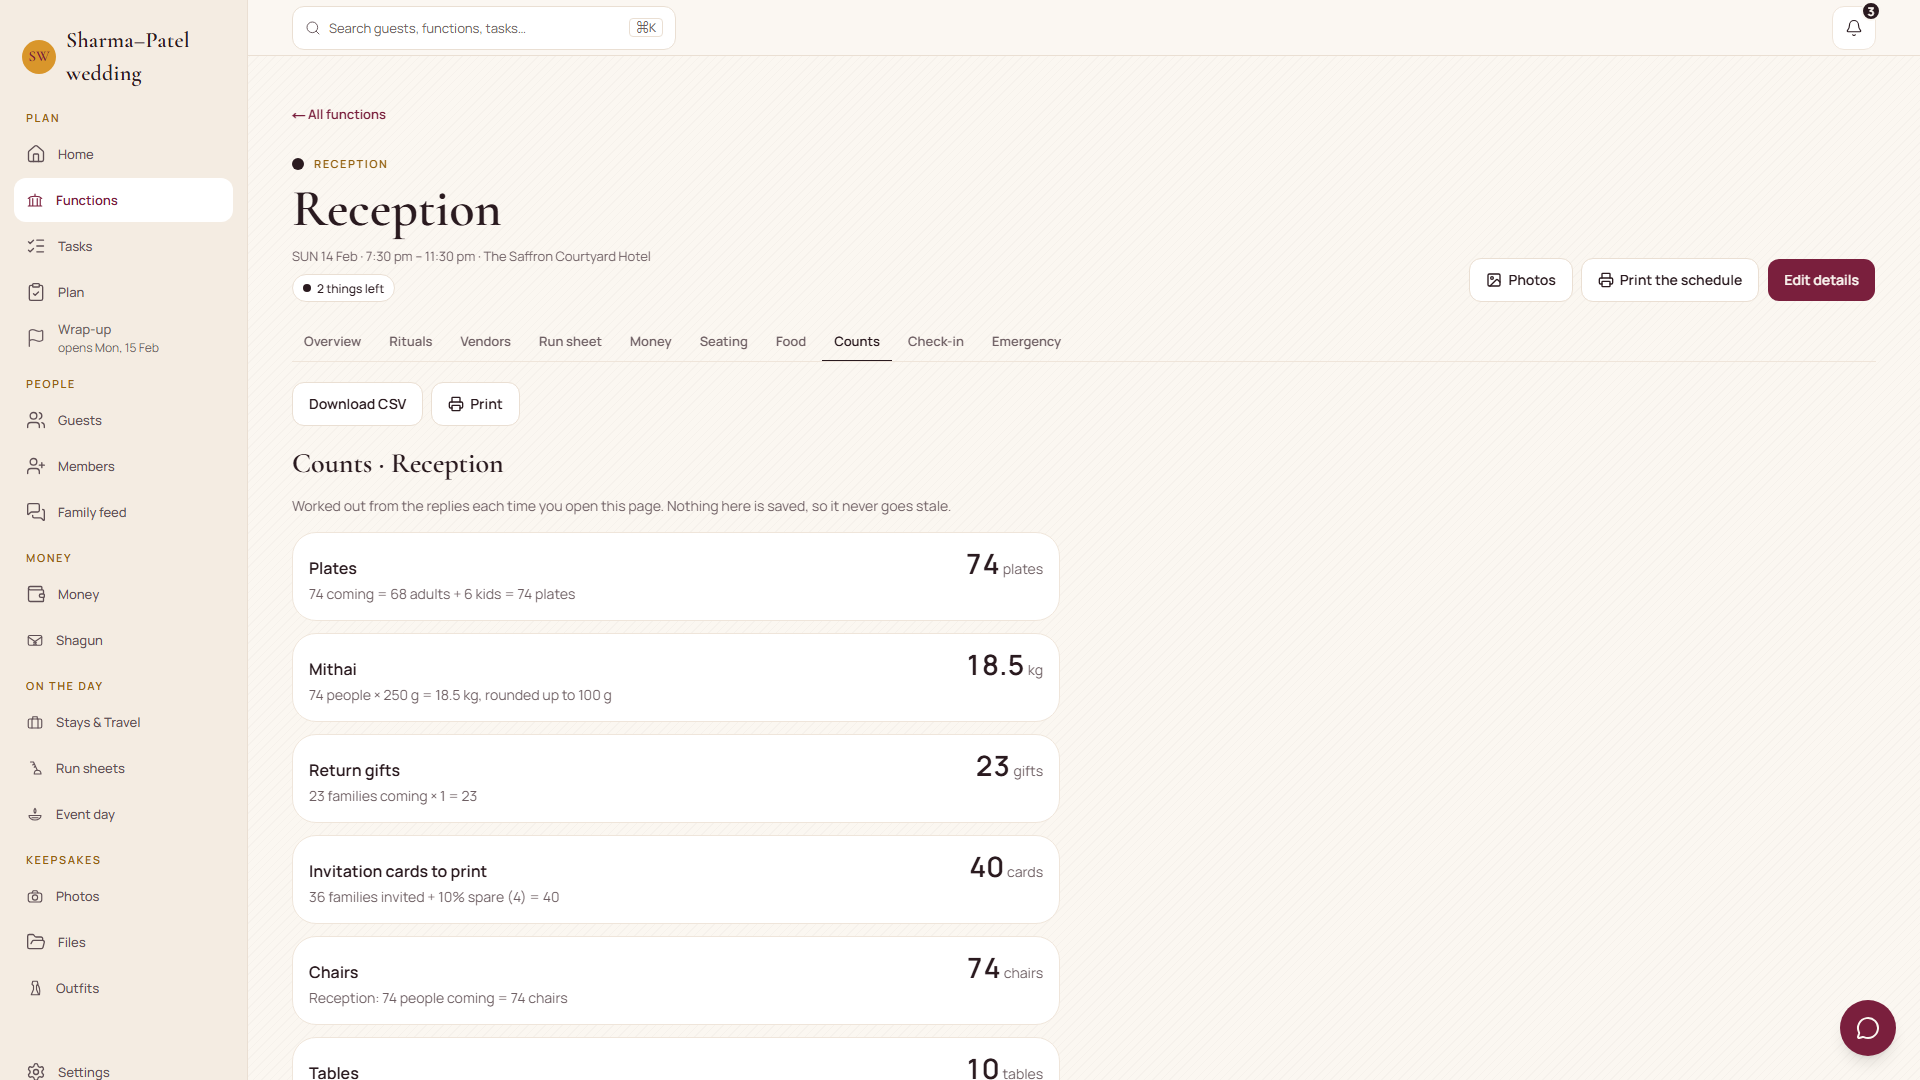 SW
Sharma–Patel
wedding
PLAN
Home
Functions
Tasks
Plan
Wrap-up
opens Mon, 15 Feb
PEOPLE
Guests
Members
Family feed
MONEY
Money
Shagun
ON THE DAY
Stays & Travel
Run sheets
Event day
KEEPSAKES
Photos
Files
Outfits
Settings
Search guests, functions, tasks... ⌘K
3
← All functions
RECEPTION
Reception
SUN 14 Feb · 7:30 pm – 11:30 pm · The Saffron Courtyard Hotel
2 things left
Photos Print the schedule Edit details
Overview Rituals Vendors Run sheet Money Seating Food Counts Check-in Emergency
Download CSV Print
Counts · Reception
Worked out from the replies each time you open this page. Nothing here is saved, so it never goes stale.
Plates 74 plates
74 coming = 68 adults + 6 kids = 74 plates
Mithai 18.5 kg
74 people × 250 g = 18.5 kg, rounded up to 100 g
Return gifts 23 gifts
23 families coming × 1 = 23
Invitation cards to print 40 cards
36 families invited + 10% spare (4) = 40
Chairs 74 chairs
Reception: 74 people coming = 74 chairs
Tables 10 tables